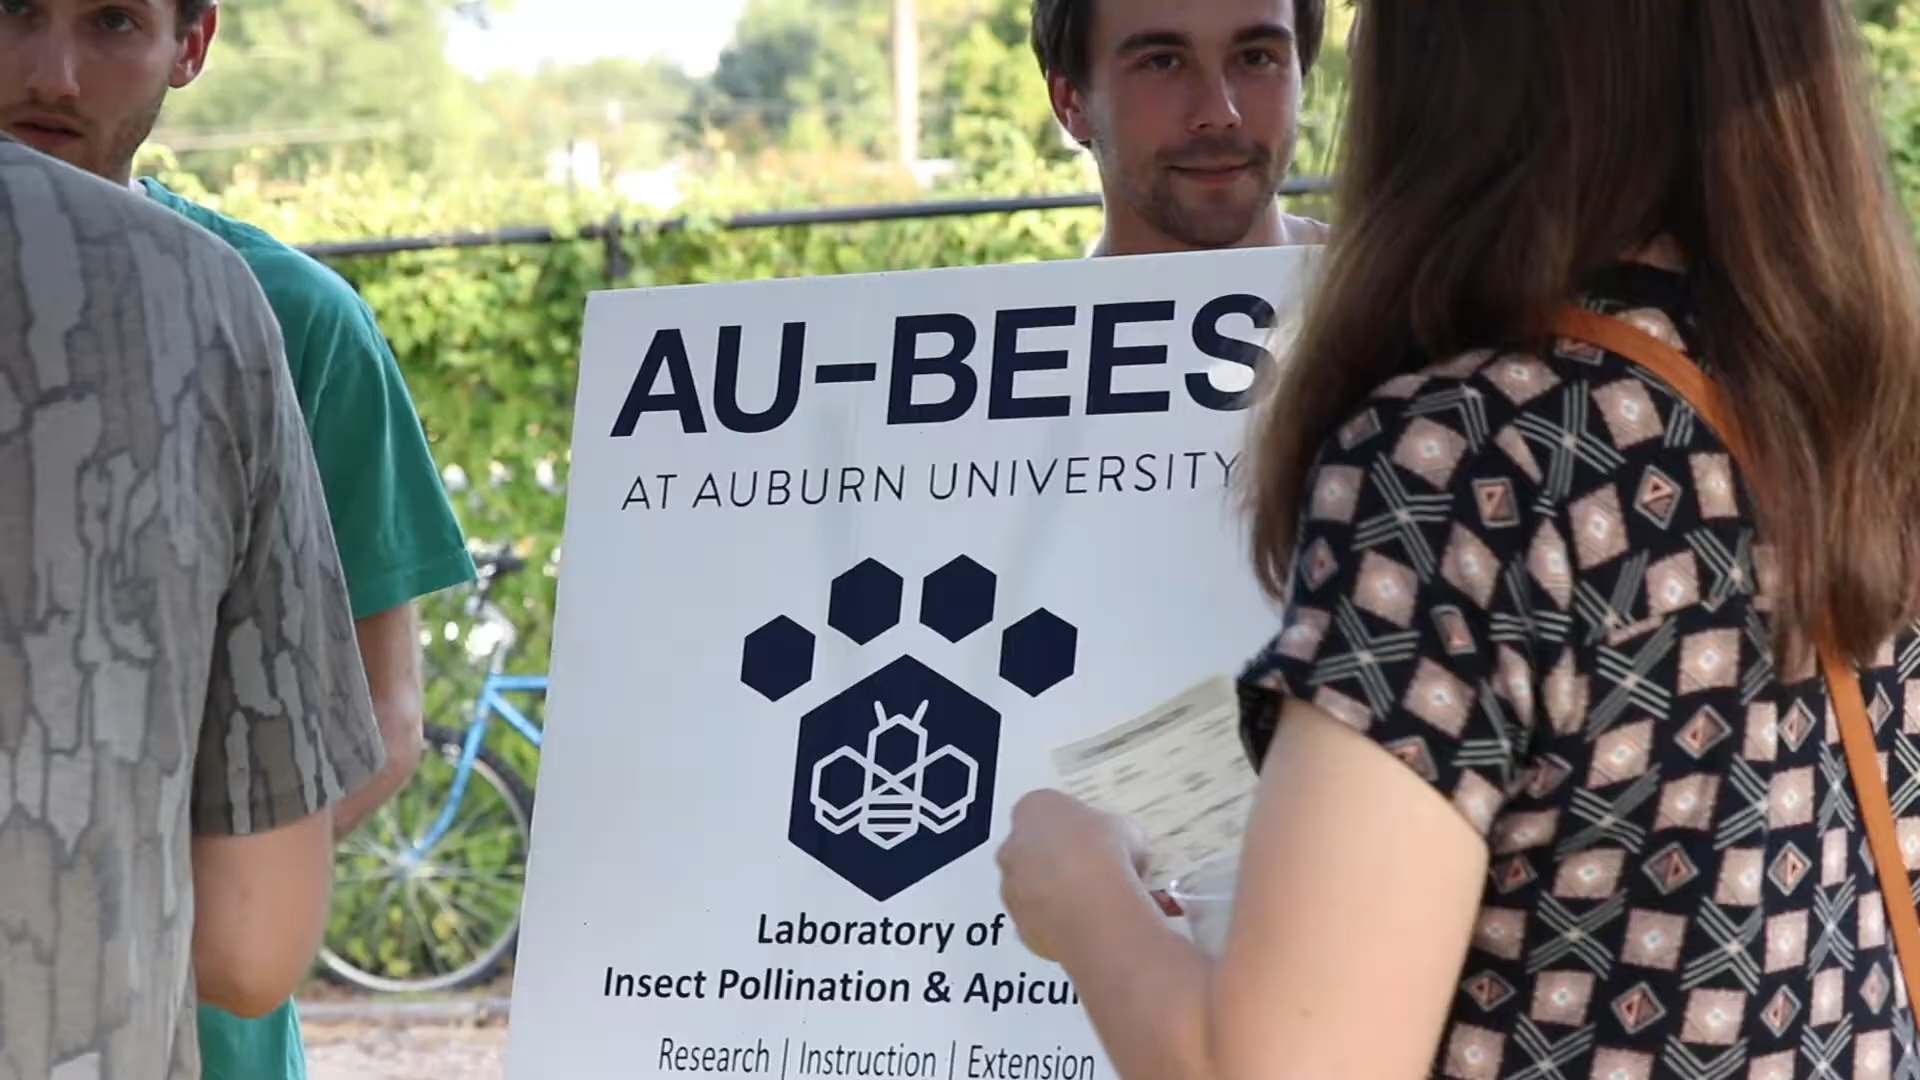 AU-BEES
AT AUBURN UNIVERSITY
Laboratory of
Insect Pollination & Apicul
Research | Instruction | Extension